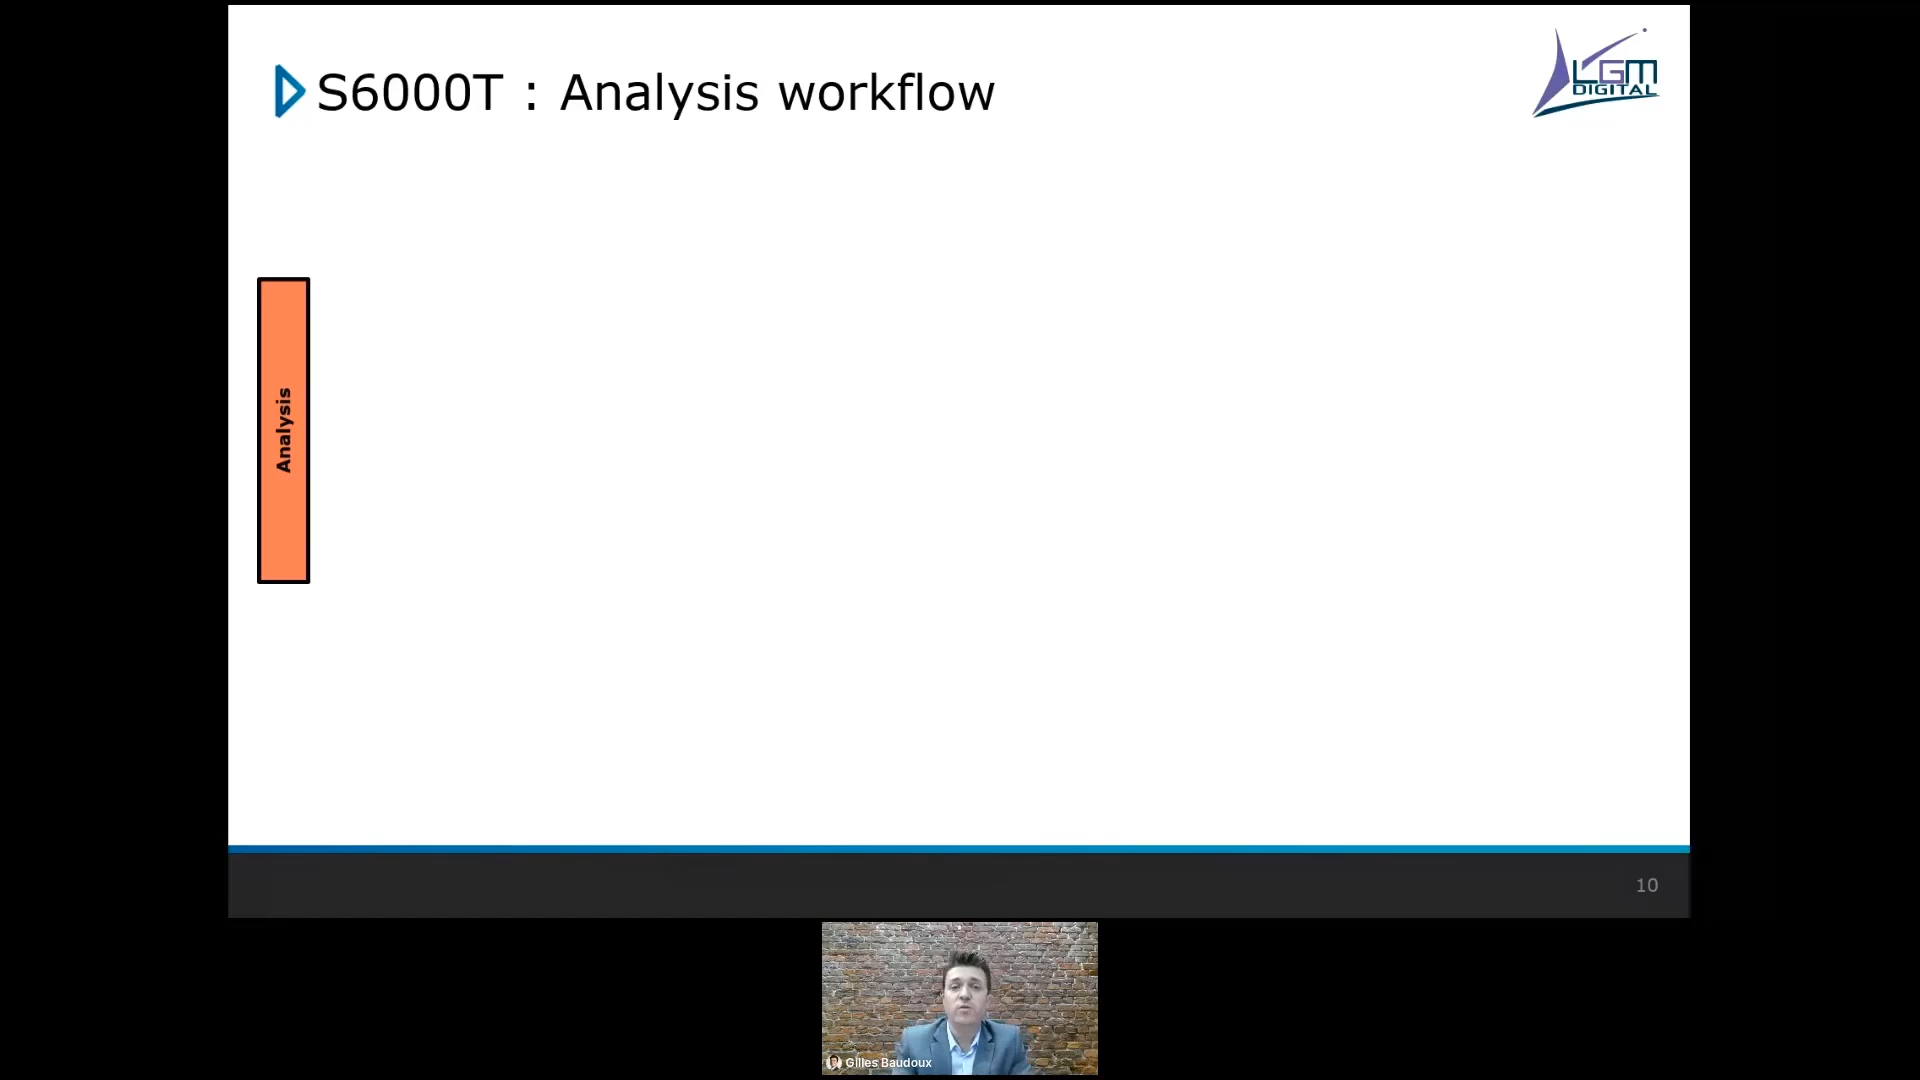 S6000T : Analysis workflow
LGM
DIGITAL
Analysis
10
Gilles Baudoux